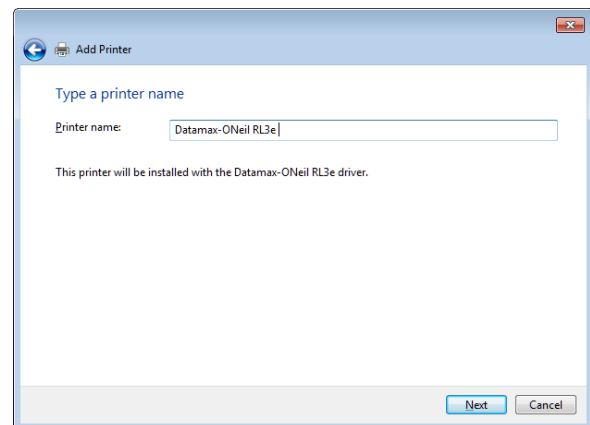 Add Printer
Type a printer name
Printer name: Datamax-ONeil RL3e
This printer will be installed with the Datamax-ONeil RL3e driver.
Next Cancel